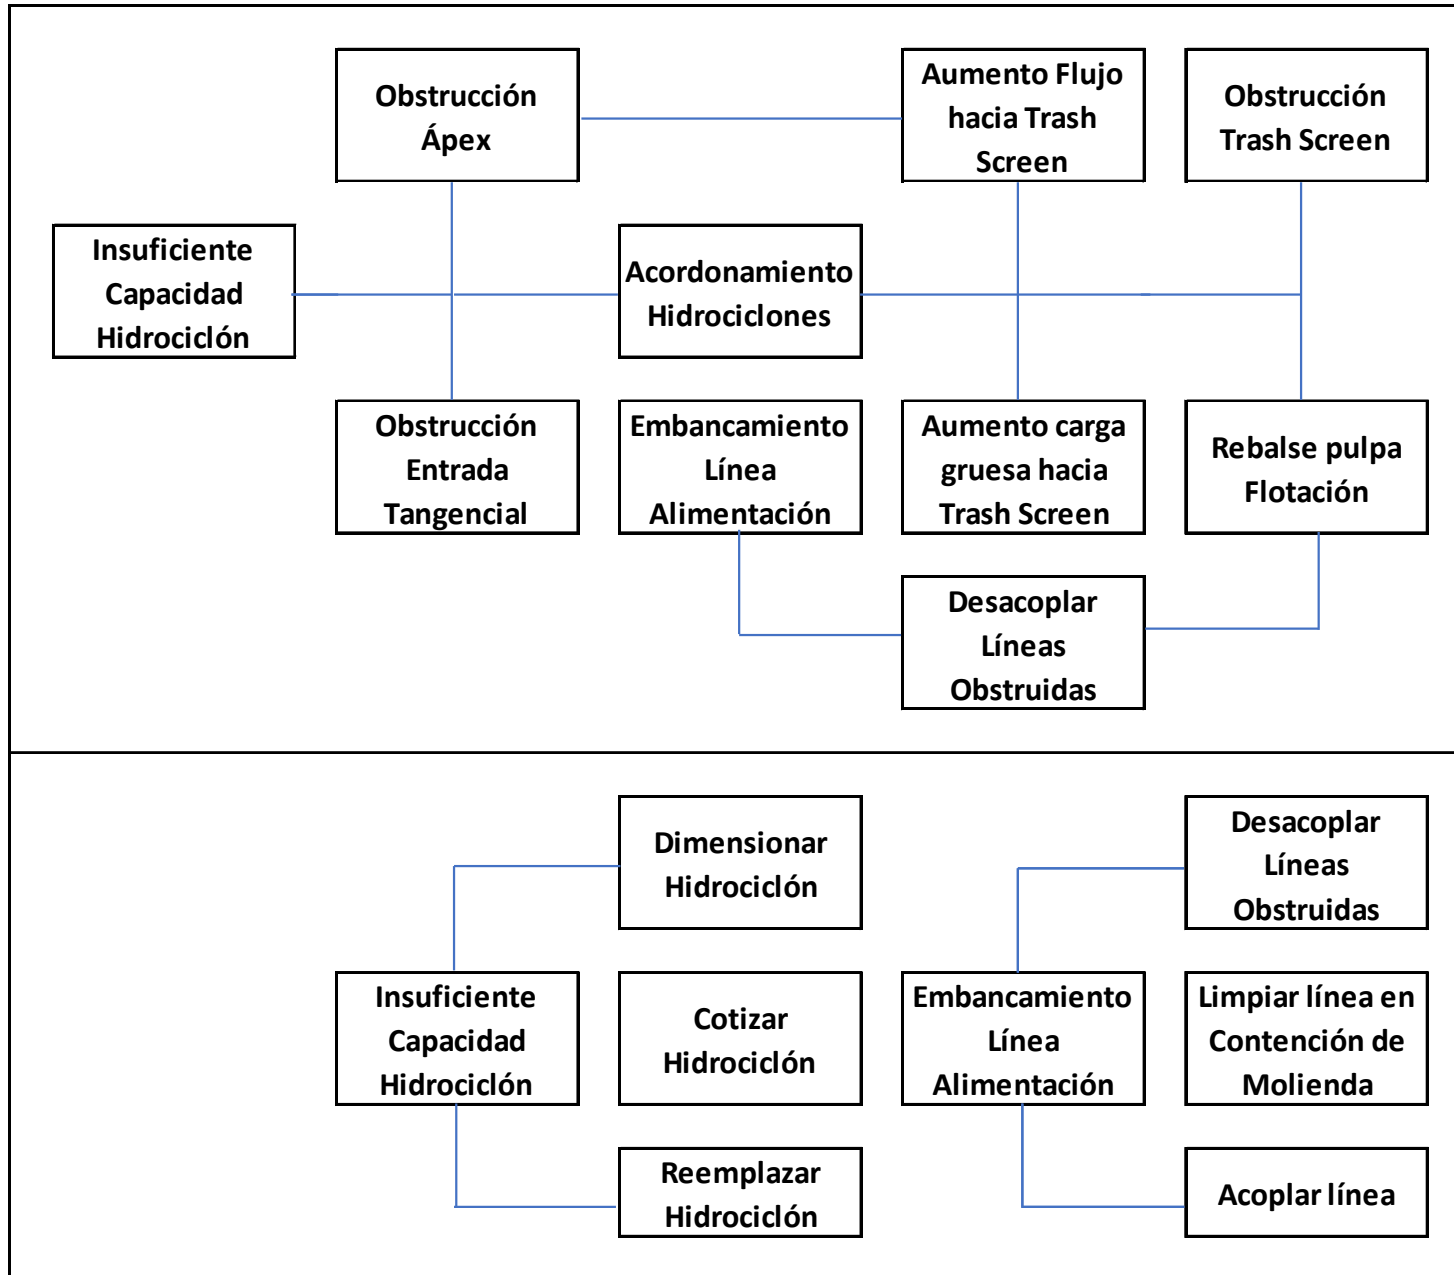 Obstrucción
Ápex
Aumento Flujo
hacia Trash
Screen
Obstrucción
Trash Screen
Insuficiente
Capacidad
Hidrociclón
Acordonamiento
Hidrociclones
Obstrucción
Entrada
Tangencial
Embancamiento
Línea
Alimentación
Aumento carga
gruesa hacia
Trash Screen
Rebalse pulpa
Flotación
Desacoplar
Líneas
Obstruidas
Dimensionar
Hidrociclón
Desacoplar
Líneas
Obstruidas
Insuficiente
Capacidad
Hidrociclón
Cotizar
Hidrociclón
Embancamiento
Línea
Alimentación
Limpiar línea en
Contención de
Molienda
Reemplazar
Hidrociclón
Acoplar línea